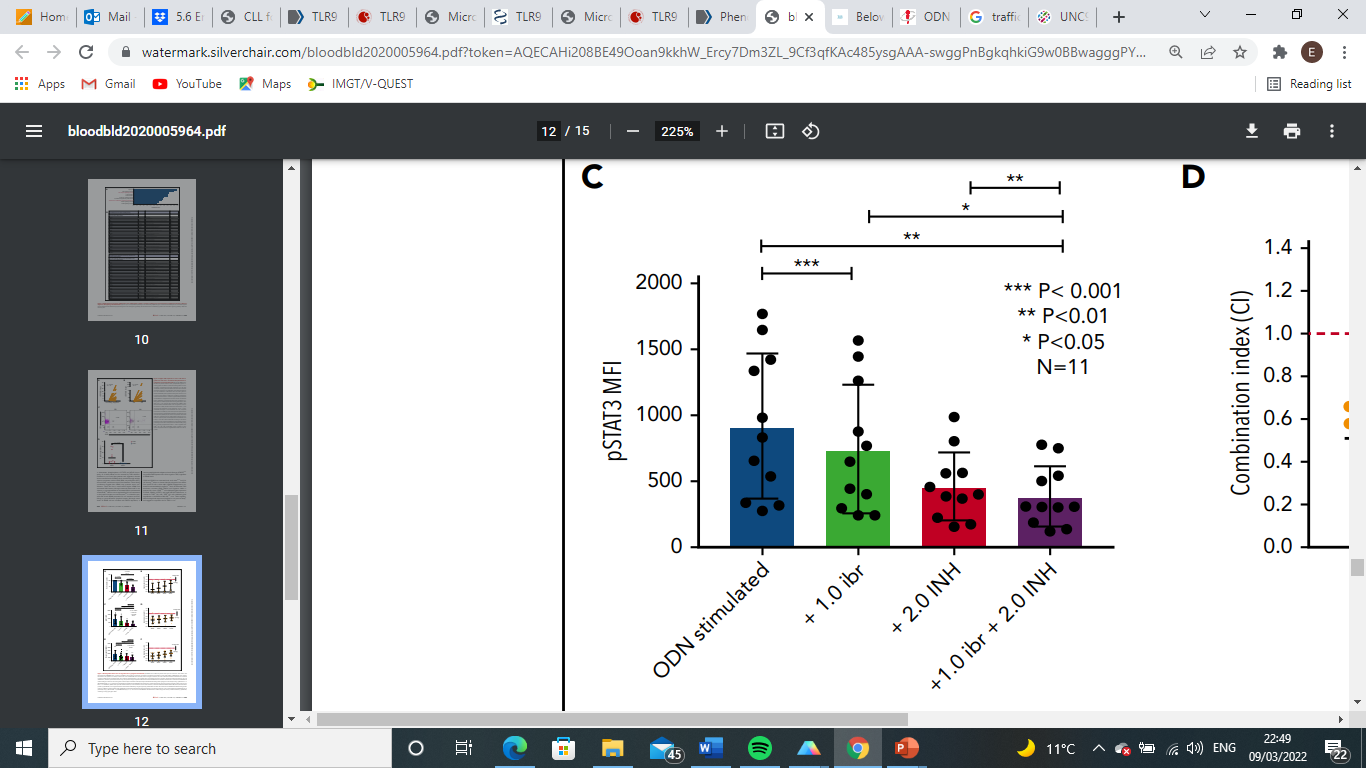 Home
Mail
5.6 En
CLL f
TLR9
TLR9
Micro
TLR9
Micro
TLR9
Phen
bl
Belov
ODN
traffic
UNC9
watermark.silverchair.com/bloodbld2020005964.pdf?token=AQECAHi208BE49Ooan9kkhW_Ercy7Dm3ZL_9Cf3qfKAc485ysgAAA-swggPnBgkqhkiG9w0BBwagggPY...
E
Apps
Gmail
YouTube
Maps
IMGT/V-QUEST
Reading list
bloodbld2020005964.pdf
12 / 15
225%
10
11
12
C
D
**
*
**
***
*** P< 0.001
** P<0.01
* P<0.05
N=11
pSTAT3 MFI
2000
1500
1000
500
0
ODN stimulated
+ 1.0 ibr
+ 2.0 INH
+1.0 ibr + 2.0 INH
Combination index (CI)
1.4
1.2
1.0
0.8
0.6
0.4
0.2
0.0
Type here to search
45
11°C
ENG
22:49
09/03/2022
22